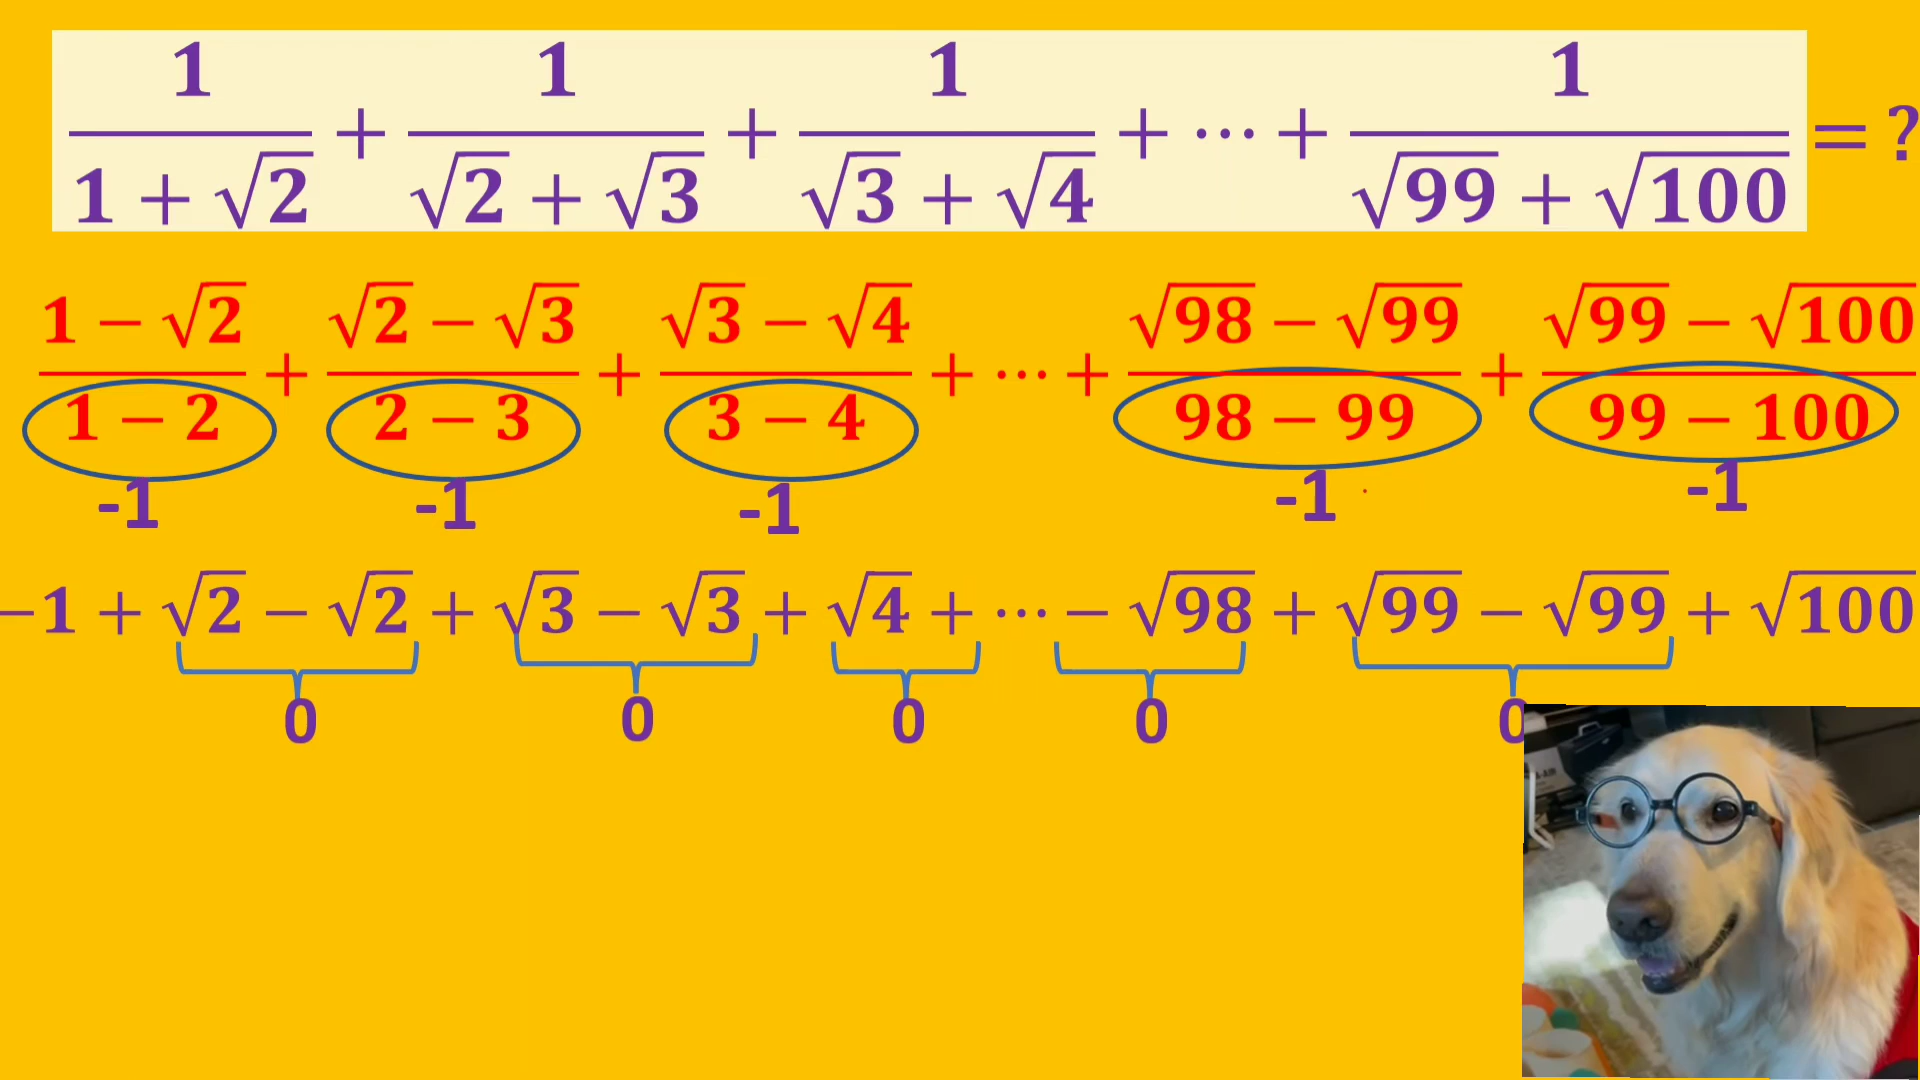 1/(1 + √2) + 1/(√2 + √3) + 1/(√3 + √4) + ⋯ + 1/(√99 + √100) = ?
(1 − √2)/(1 − 2) + (√2 − √3)/(2 − 3) + (√3 − √4)/(3 − 4) + ⋯ + (√98 − √99)/(98 − 99) + (√99 − √100)/(99 − 100)
-1 -1 -1 -1 -1
−1 + √2 − √2 + √3 − √3 + √4 + ⋯ − √98 + √99 − √99 + √100
0 0 0 0 0